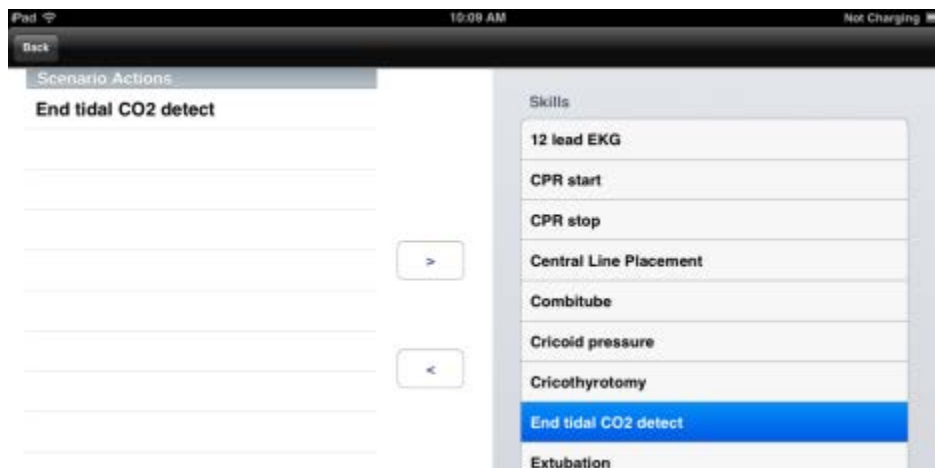 iPad 10:09 AM Not Charging
Back
Scenario Actions
End tidal CO2 detect
>
<
Skills
12 lead EKG
CPR start
CPR stop
Central Line Placement
Combitube
Cricoid pressure
Cricothyrotomy
End tidal CO2 detect
Extubation